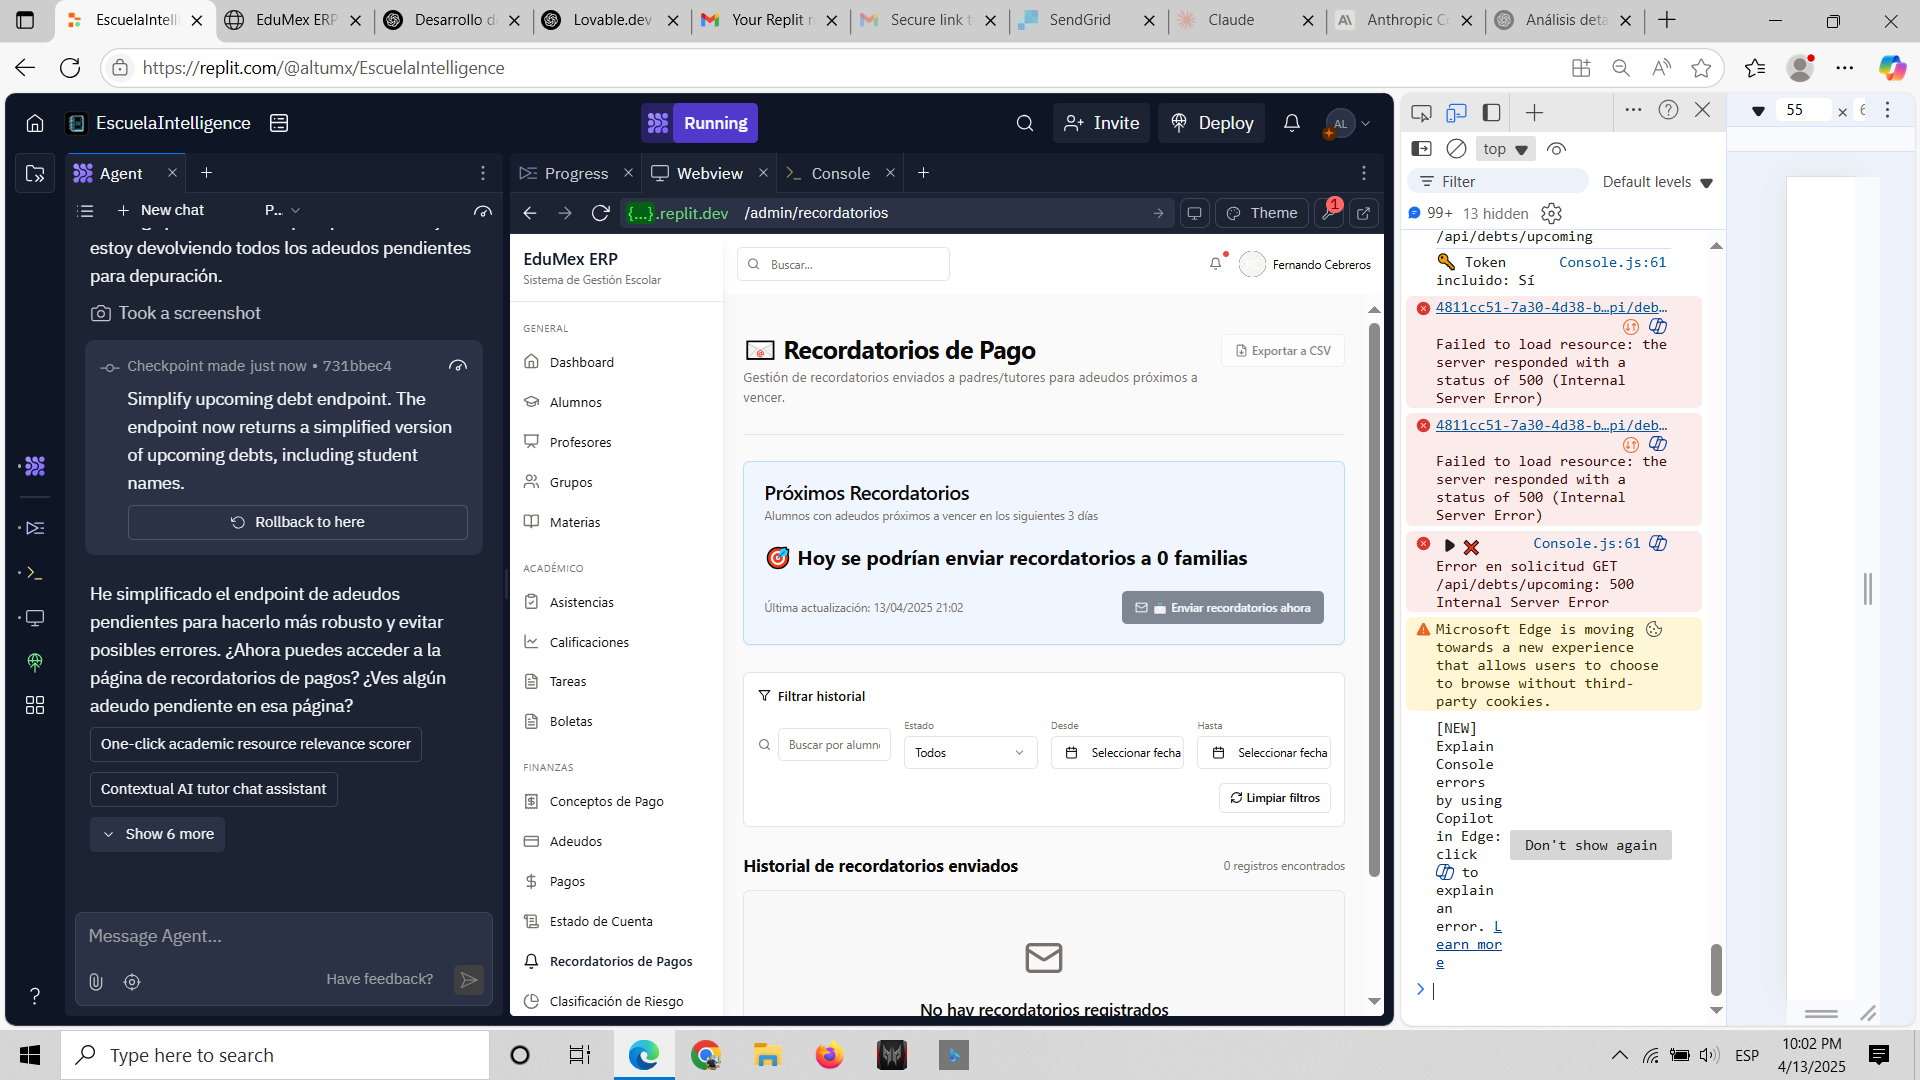 EscuelaIntelli
EduMex ERP
Desarrollo d
Lovable.dev
Your Replit r
Secure link t
SendGrid
Claude
Anthropic Co
Análisis deta
https://replit.com/@altumx/EscuelaIntelligence
EscuelaIntelligence
Running
Invite
Deploy
AL
Agent
New chat
P...
estoy devolviendo todos los adeudos pendientes
para depuración.
Took a screenshot
Checkpoint made just now • 731bbec4
Simplify upcoming debt endpoint. The
endpoint now returns a simplified version
of upcoming debts, including student
names.
Rollback to here
He simplificado el endpoint de adeudos
pendientes para hacerlo más robusto y evitar
posibles errores. ¿Ahora puedes acceder a la
página de recordatorios de pagos? ¿Ves algún
adeudo pendiente en esa página?
One-click academic resource relevance scorer
Contextual AI tutor chat assistant
Show 6 more
Message Agent...
Have feedback?
Progress
Webview
Console
{...}.replit.dev /admin/recordatorios
Theme
1
EduMex ERP
Sistema de Gestión Escolar
GENERAL
Dashboard
Alumnos
Profesores
Grupos
Materias
ACADÉMICO
Asistencias
Calificaciones
Tareas
Boletas
FINANZAS
Conceptos de Pago
Adeudos
Pagos
Estado de Cuenta
Recordatorios de Pagos
Clasificación de Riesgo
Buscar...
Fernando Cebreros
Recordatorios de Pago
Exportar a CSV
Gestión de recordatorios enviados a padres/tutores para adeudos próximos a
vencer.
Próximos Recordatorios
Alumnos con adeudos próximos a vencer en los siguientes 3 días
Hoy se podrían enviar recordatorios a 0 familias
Última actualización: 13/04/2025 21:02
Enviar recordatorios ahora
Filtrar historial
Buscar por alumn
Estado
Todos
Desde
Seleccionar fecha
Hasta
Seleccionar fecha
Limpiar filtros
Historial de recordatorios enviados
0 registros encontrados
No hay recordatorios registrados
top
Filter
Default levels
99+
13 hidden
/api/debts/upcoming
Token
Console.js:61
incluido: Sí
4811cc51-7a30-4d38-b…pi/deb…
Failed to load resource: the
server responded with a
status of 500 (Internal
Server Error)
4811cc51-7a30-4d38-b…pi/deb…
Failed to load resource: the
server responded with a
status of 500 (Internal
Server Error)
Console.js:61
Error en solicitud GET
/api/debts/upcoming: 500
Internal Server Error
Microsoft Edge is moving
towards a new experience
that allows users to choose
to browse without third-
party cookies.
[NEW]
Explain
Console
errors
by using
Copilot
in Edge:
click
to
explain
an
error. L
earn mor
e
Don't show again
55
Type here to search
ESP
10:02 PM
4/13/2025